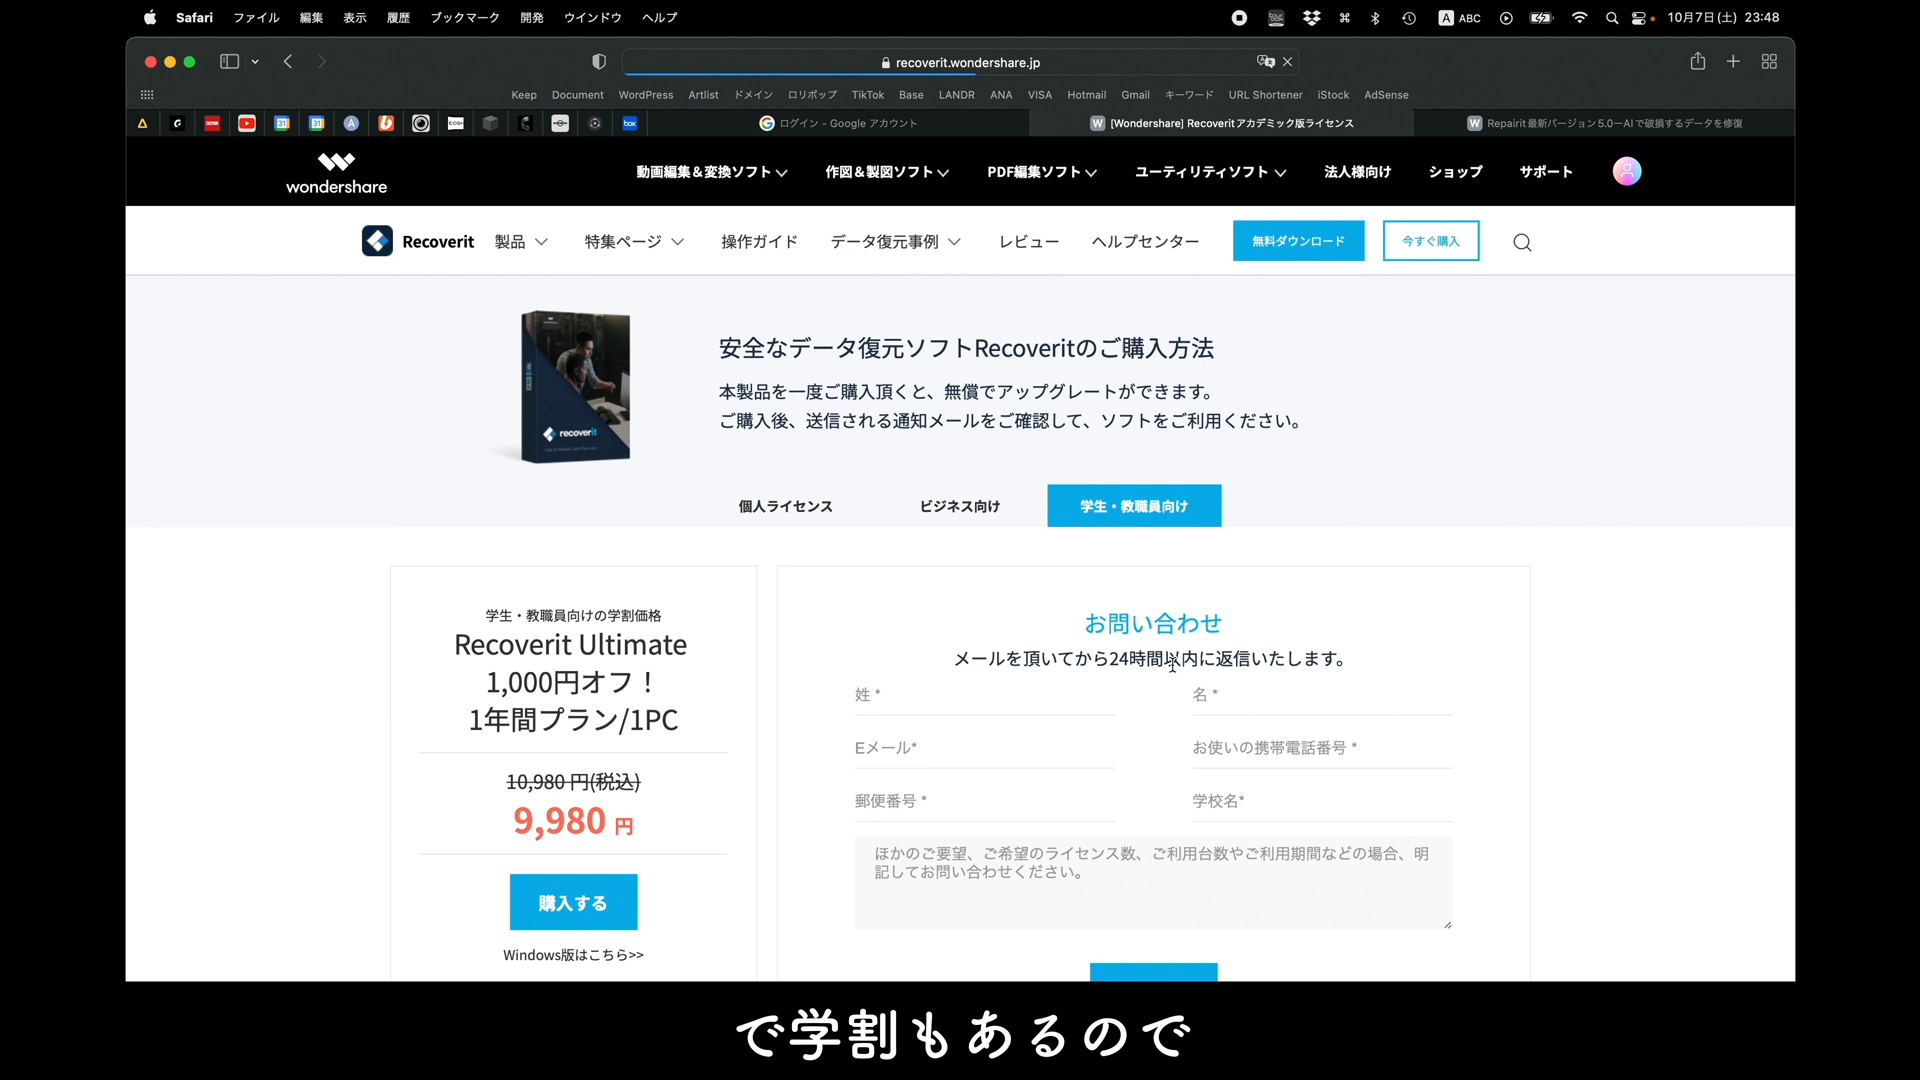 Safari ファイル 編集 表示 履歴 ブックマーク 開発 ウインドウ ヘルプ
A ABC 10月7日(土) 23:48
recoverit.wondershare.jp
Keep Document WordPress Artlist ドメイン ロリポップ TikTok Base LANDR ANA VISA Hotmail Gmail キーワード URL Shortener iStock AdSense
ログイン - Google アカウント
[Wondershare] Recoverit アカデミック版ライセンス
Repairit 最新バージョン 5.0ーAIで破損するデータを修復
wondershare
動画編集&変換ソフト 作図&製図ソフト PDF編集ソフト ユーティリティソフト 法人様向け ショップ サポート
Recoverit 製品 特集ページ 操作ガイド データ復元事例 レビュー ヘルプセンター 無料ダウンロード 今すぐ購入
recoverit
安全なデータ復元ソフトRecoveritのご購入方法
本製品を一度ご購入頂くと、無償でアップグレートができます。
ご購入後、送信される通知メールをご確認して、ソフトをご利用ください。
個人ライセンス ビジネス向け 学生・教職員向け
学生・教職員向けの学割価格
Recoverit Ultimate
1,000円オフ!
1年間プラン/1PC
10,980 円(税込)
9,980 円
購入する
Windows版はこちら>>
お問い合わせ
メールを頂いてから24時間以内に返信いたします。
姓 * 名 *
Eメール* お使いの携帯電話番号 *
郵便番号 * 学校名*
ほかのご要望、ご希望のライセンス数、ご利用台数やご利用期間などの場合、明
記してお問い合わせください。
で学割もあるので